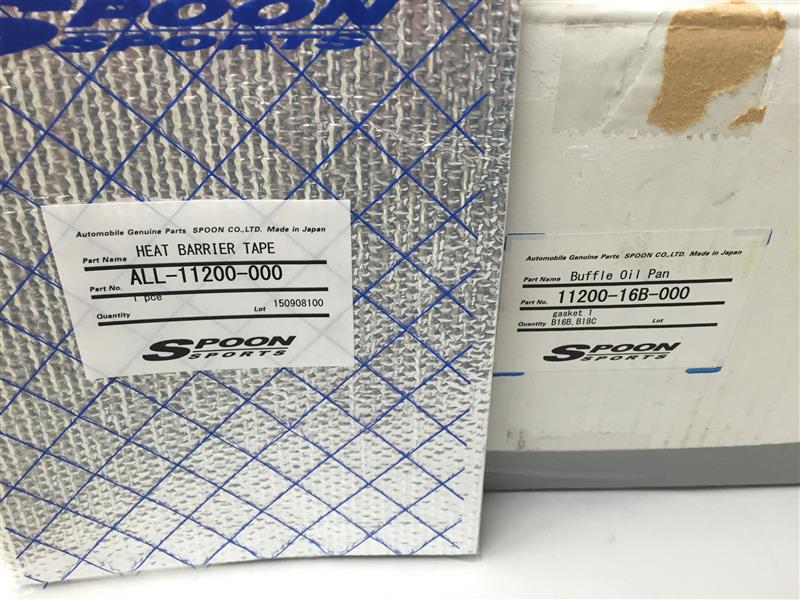 SPOON
SPORTS
Automobile Genuine Parts SPOON CO.,LTD. Made in Japan
Part Name HEAT BARRIER TAPE
Part No. ALL-11200-000
1 pce
Quantity Lot 150908100
SPOON
SPORTS
Automobile Genuine Parts SPOON CO.,LTD. Made in Japan
Part Name Buffle Oil Pan
Part No. 11200-16B-000
gasket 1
Quantity B16B,B18C Lot
SPOON
SPORTS